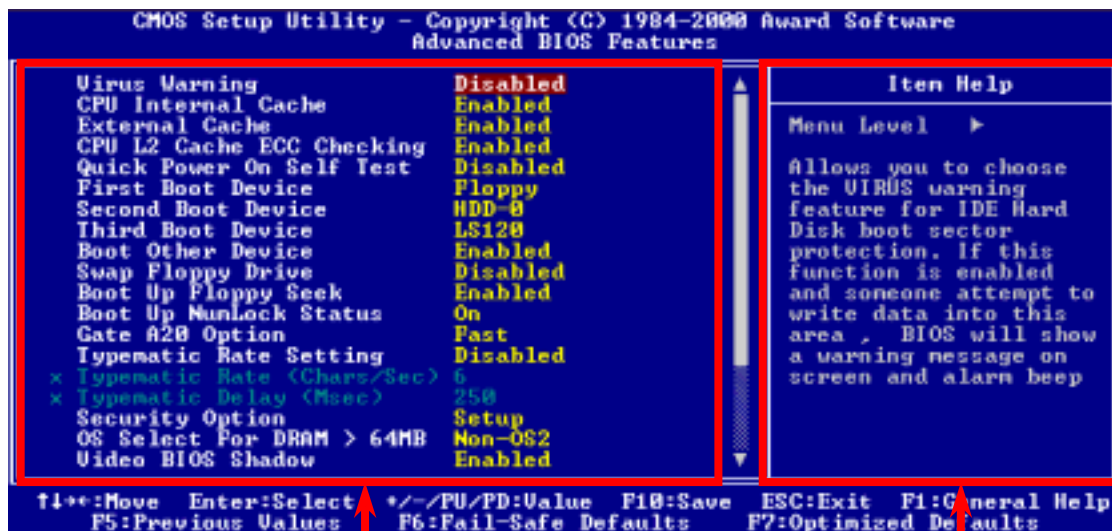 CMOS Setup Utility - Copyright (C) 1984-2000 Award Software
Advanced BIOS Features
Virus Warning Disabled
CPU Internal Cache Enabled
External Cache Enabled
CPU L2 Cache ECC Checking Enabled
Quick Power On Self Test Disabled
First Boot Device Floppy
Second Boot Device HDD-0
Third Boot Device LS120
Boot Other Device Enabled
Swap Floppy Drive Disabled
Boot Up Floppy Seek Enabled
Boot Up NumLock Status On
Gate A20 Option Fast
Typematic Rate Setting Disabled
x Typematic Rate (Chars/Sec) 6
x Typematic Delay (Msec) 250
Security Option Setup
OS Select For DRAM > 64MB Non-OS2
Video BIOS Shadow Enabled
Item Help
Menu Level ►
Allows you to choose
the VIRUS warning
feature for IDE Hard
Disk boot sector
protection. If this
function is enabled
and someone attempt to
write data into this
area , BIOS will show
a warning message on
screen and alarm beep
↑↓→←:Move Enter:Select +/-/PU/PD:Value F10:Save ESC:Exit F1:General Help
F5:Previous Values F6:Fail-Safe Defaults F7:Optimized Defaults